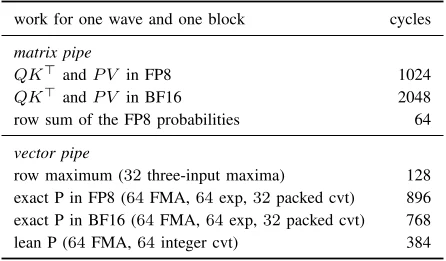 work for one wave and one block cycles
matrix pipe
QK⊤ and PV in FP8 1024
QK⊤ and PV in BF16 2048
row sum of the FP8 probabilities 64
vector pipe
row maximum (32 three-input maxima) 128
exact P in FP8 (64 FMA, 64 exp, 32 packed cvt) 896
exact P in BF16 (64 FMA, 64 exp, 32 packed cvt) 768
lean P (64 FMA, 64 integer cvt) 384